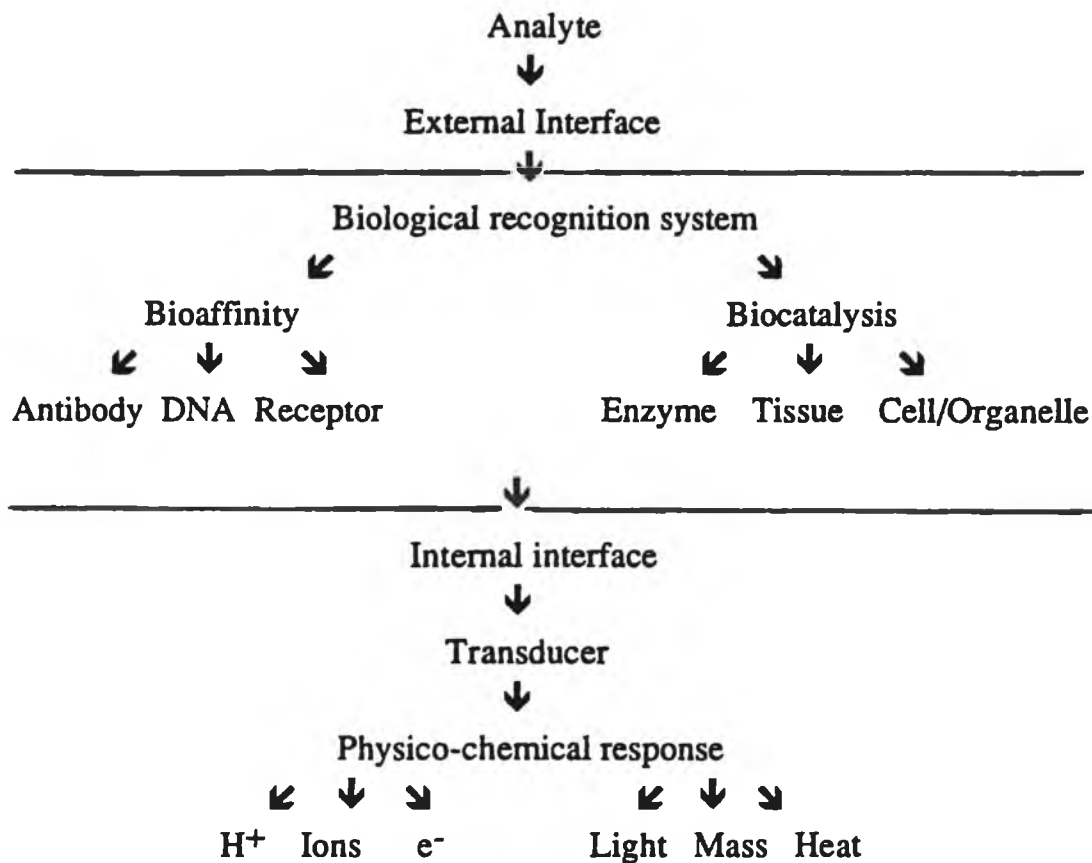 Analyte
External Interface
Biological recognition system
Bioaffinity Biocatalysis
Antibody DNA Receptor Enzyme Tissue Cell/Organelle
Internal interface
Transducer
Physico-chemical response
H⁺ Ions e⁻ Light Mass Heat